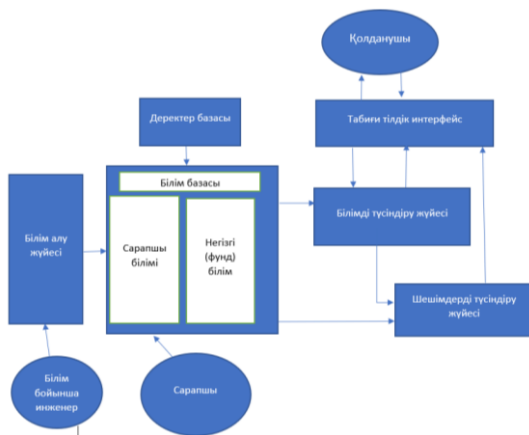 Қолданушы
Деректер базасы
Табиғи тілдік интерфейс
Білім базасы
Білім алу
жүйесі
Сарапшы
білімі
Негізгі
(фунд)
білім
Білімді түсіндіру жүйесі
Шешімдерді түсіндіру
жүйесі
Білім
бойынша
инженер
Сарапшы